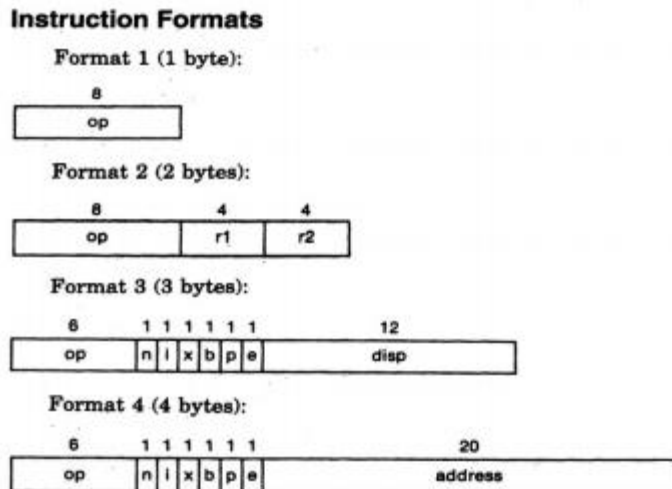 Instruction Formats
Format 1 (1 byte):
8
op
Format 2 (2 bytes):
8 4 4
op r1 r2
Format 3 (3 bytes):
6 1 1 1 1 1 1 12
op n i x b p e disp
Format 4 (4 bytes):
6 1 1 1 1 1 1 20
op n i x b p e address